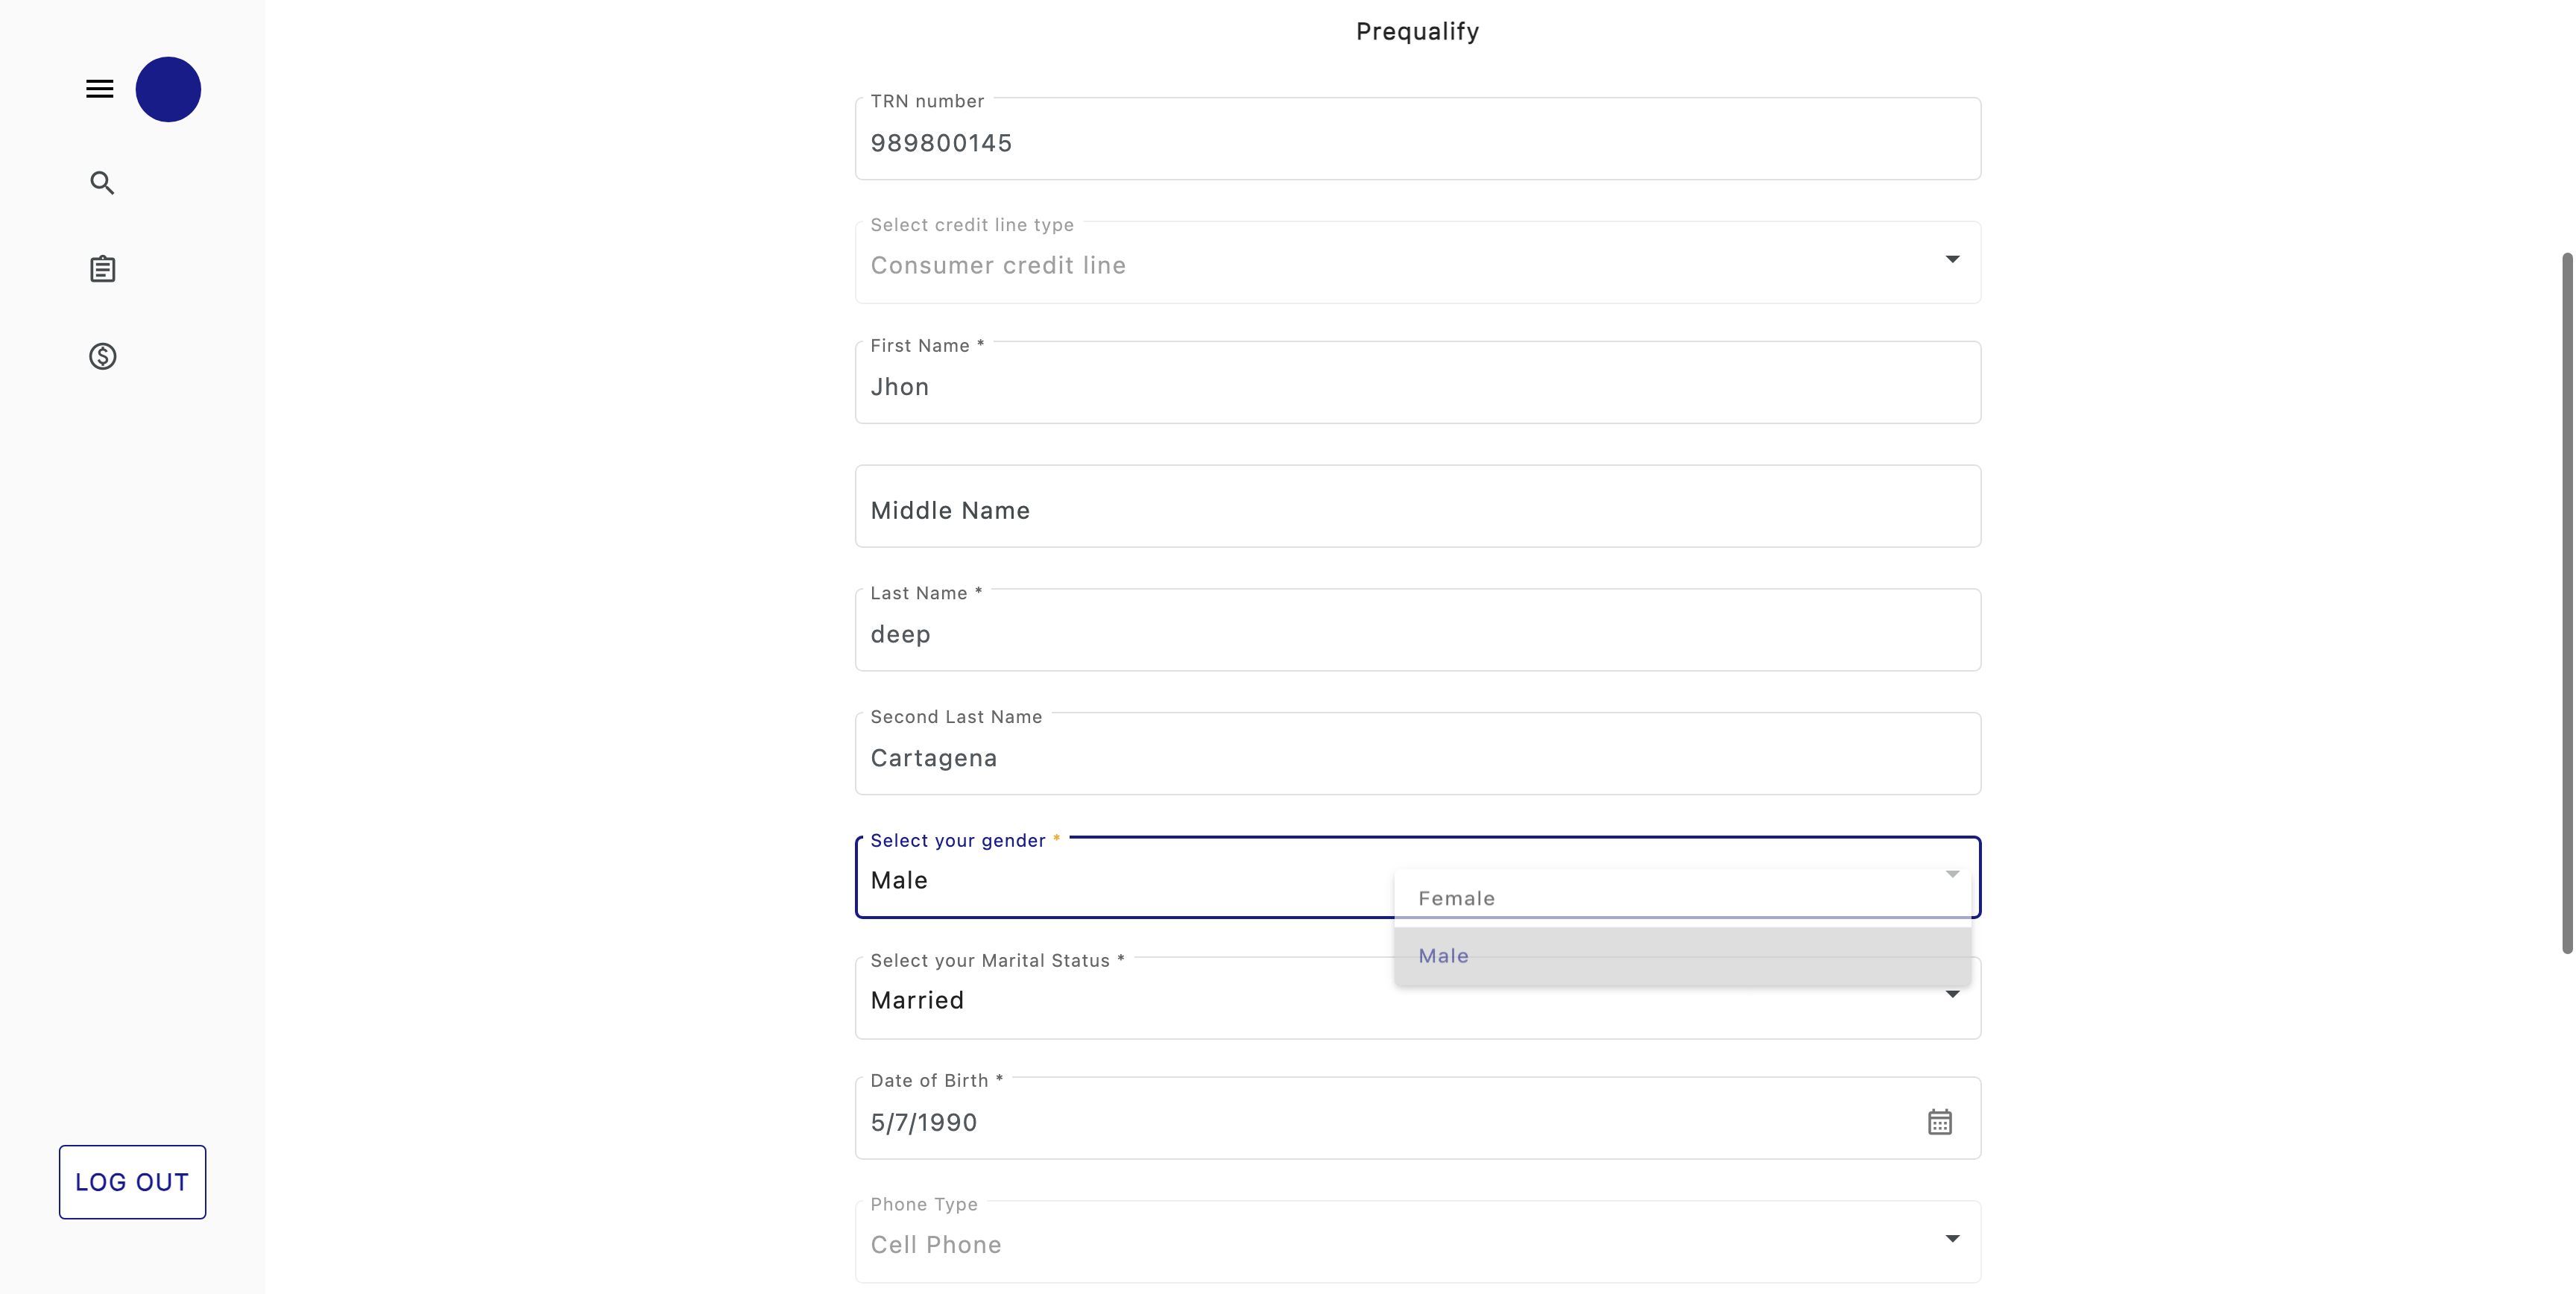 Prequalify
TRN number
989800145
Select credit line type
Consumer credit line
First Name *
Jhon
Middle Name
Last Name *
deep
Second Last Name
Cartagena
Select your gender *
Male
Female
Male
Select your Marital Status *
Married
Date of Birth *
5/7/1990
Phone Type
Cell Phone
LOG OUT